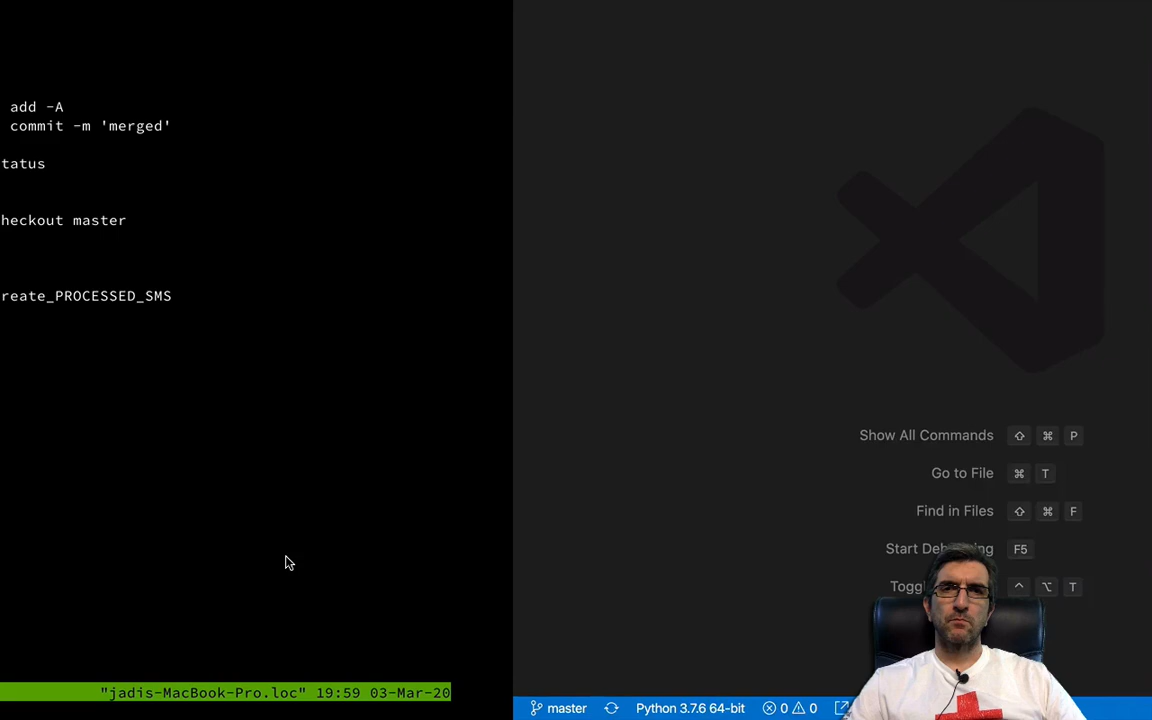 add -A
commit -m 'merged'
tatus
heckout master
reate_PROCESSED_SMS
Show All Commands ⇧ ⌘ P
Go to File ⌘ T
Find in Files ⇧ ⌘ F
Start Deb ng F5
Togg ^ ⌥ T
"jadis-MacBook-Pro.loc" 19:59 03-Mar-20
master Python 3.7.6 64-bit 0 0